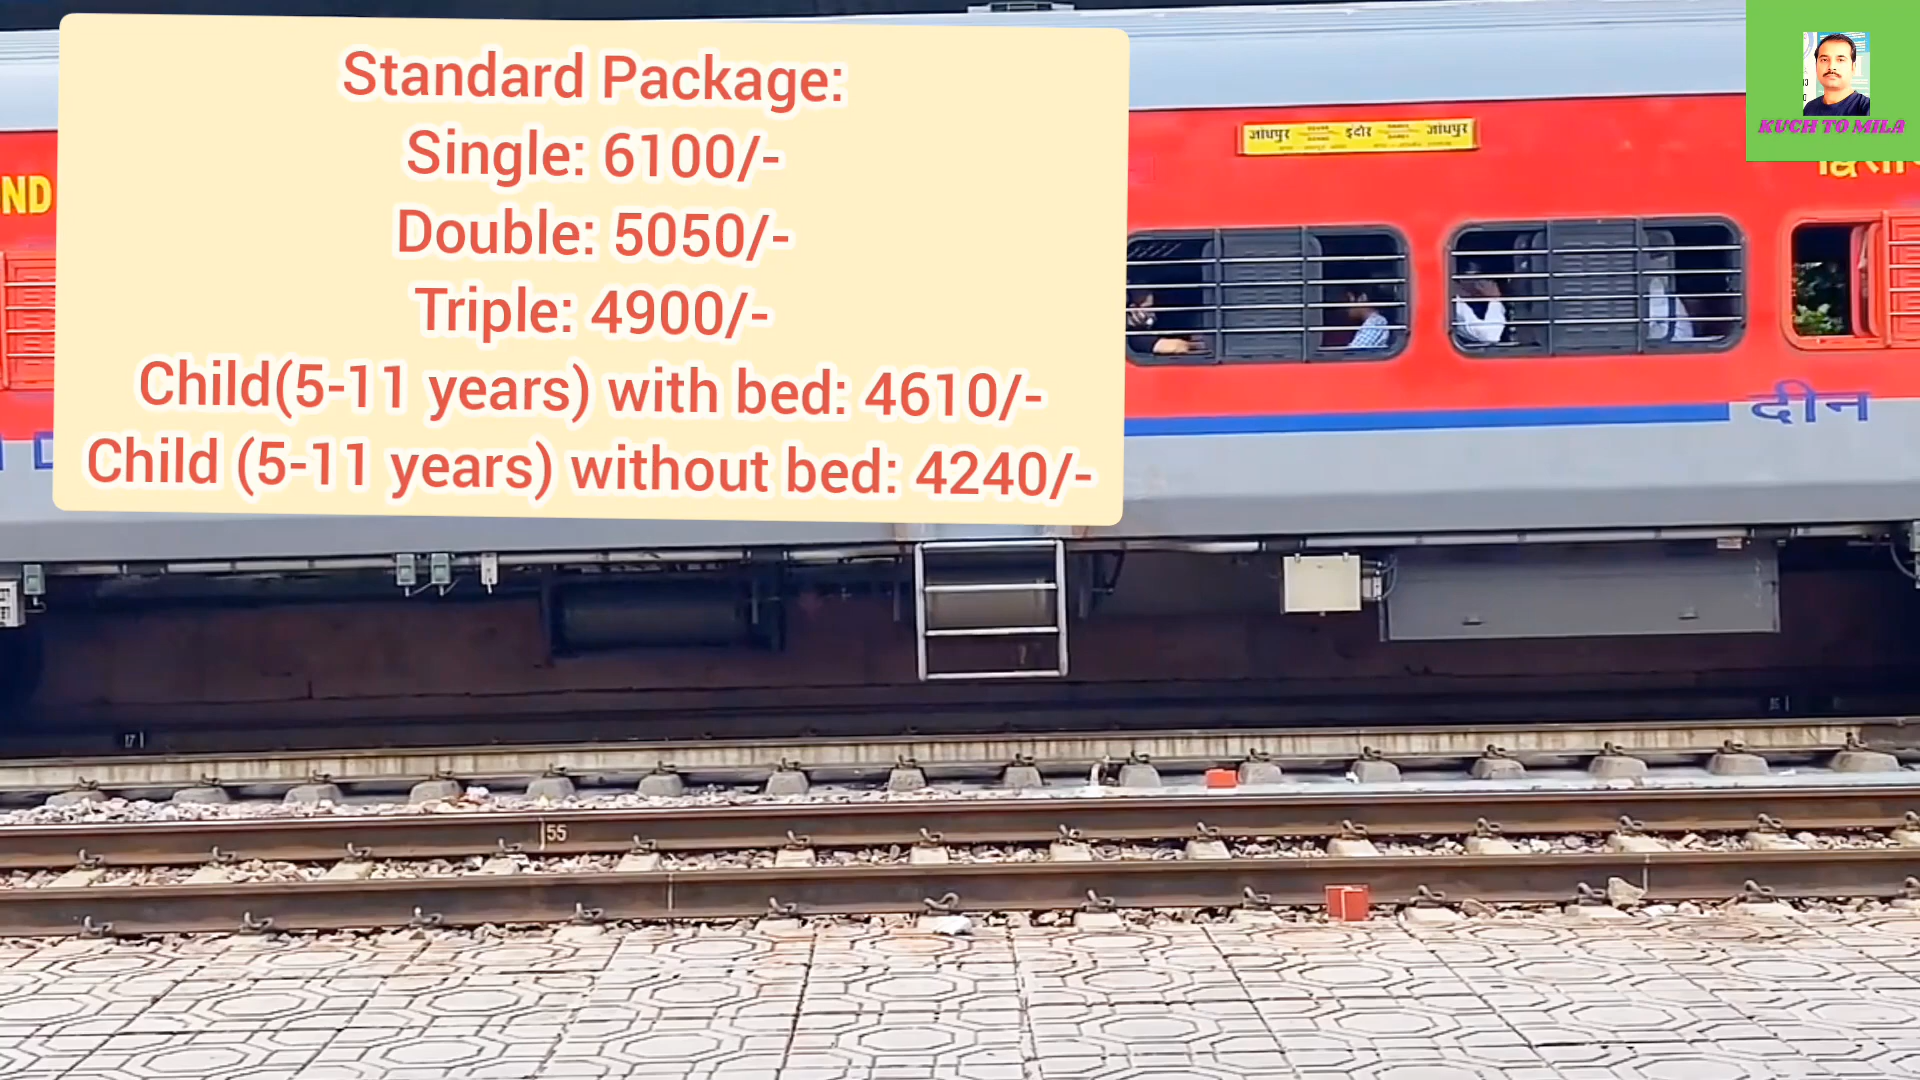 Standard Package:
Single: 6100/-
Double: 5050/-
Triple: 4900/-
Child(5-11 years) with bed: 4610/-
Child (5-11 years) without bed: 4240/-
KUCH TO MILA
जोधपुर इंदौर जोधपुर
ND
दीन
17
55